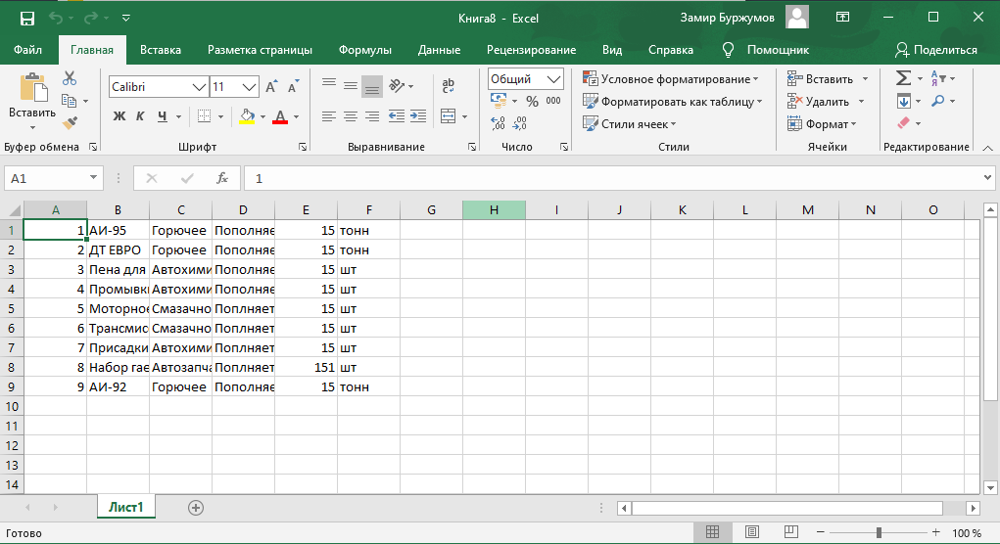 Книга8 - Excel
Замир Буржумов
Файл Главная Вставка Разметка страницы Формулы Данные Рецензирование Вид Справка Помощник Поделиться
Calibri 11 Общий Условное форматирование Вставить
Вставить Форматировать как таблицу Удалить
Ж К Ч % 000 Стили ячеек Формат
Буфер обмена Шрифт Выравнивание Число Стили Ячейки Редактирование
A1 fx 1
A B C D E F G H I J K L M N O
1 1 АИ-95 Горючее Пополняе 15 тонн
2 2 ДТ ЕВРО Горючее Пополняе 15 тонн
3 3 Пена для Автохими Пополняе 15 шт
4 4 Промывк Автохими Пополняе 15 шт
5 5 Моторное Смазачно Поплняет 15 шт
6 6 Трансмис Смазачно Поплняет 15 шт
7 7 Присадки Автохими Поплняет 15 шт
8 8 Набор гае Автозапча Поплняет 151 шт
9 9 АИ-92 Горючее Пополняе 15 тонн
10
11
12
13
14
Лист1
Готово 100 %